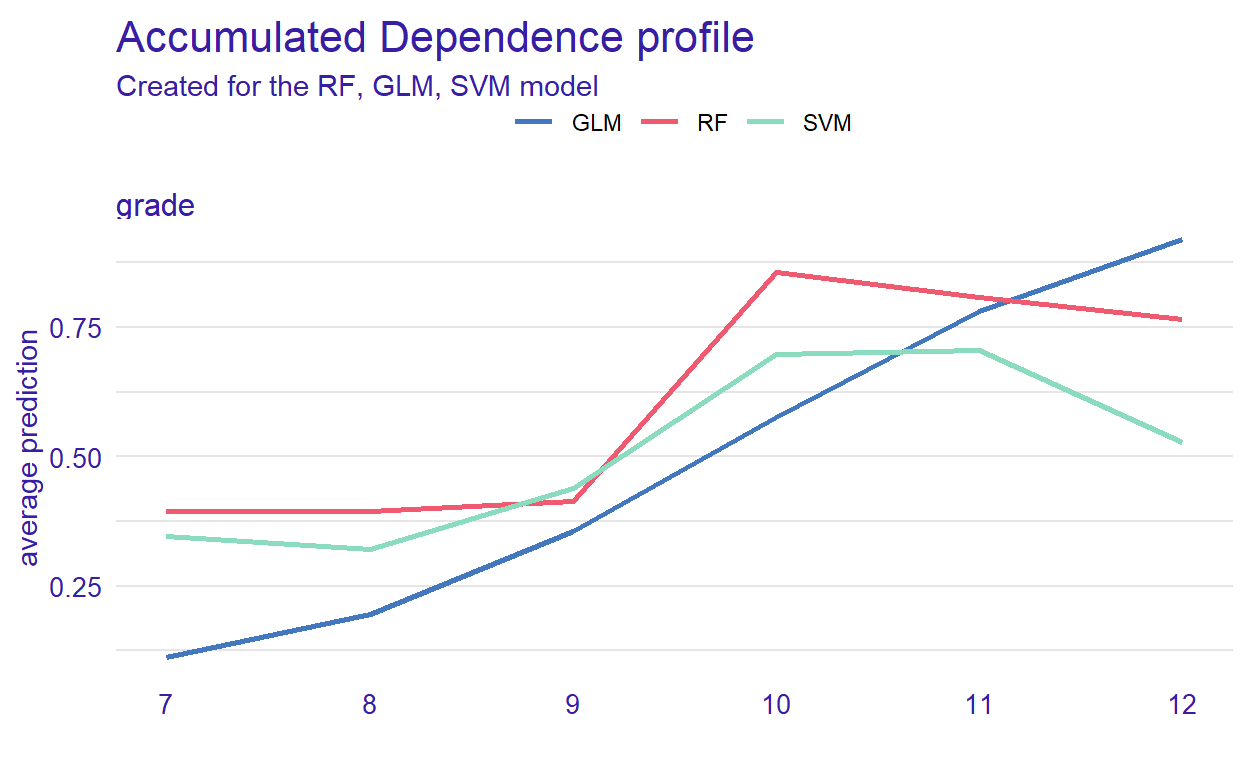 Accumulated Dependence profile
Created for the RF, GLM, SVM model
GLM RF SVM
grade
average prediction
0.75
0.50
0.25
7 8 9 10 11 12